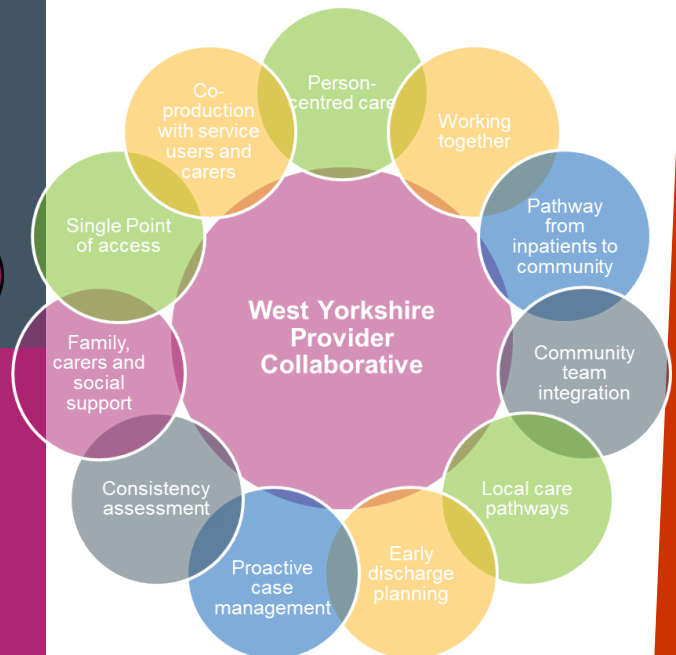 Person-
centred care
Working
together
Pathway
from
inpatients to
community
Community
team
integration
Local care
pathways
Early
discharge
planning
Proactive
case
management
Consistency
assessment
Family,
carers and
social
support
Single Point
of access
Co-
production
with service
users and
carers
West Yorkshire
Provider
Collaborative